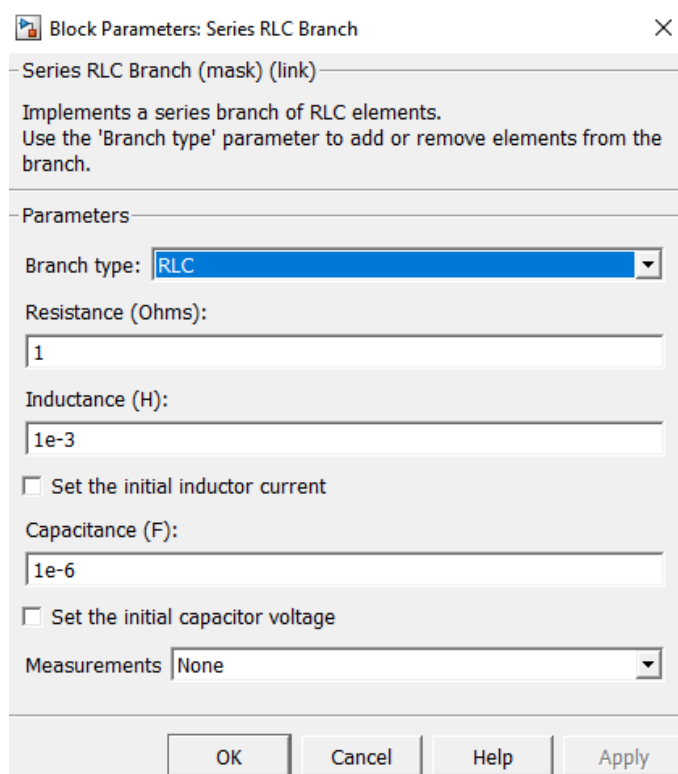 Block Parameters: Series RLC Branch
Series RLC Branch (mask) (link)
Implements a series branch of RLC elements.
Use the 'Branch type' parameter to add or remove elements from the
branch.
Parameters
Branch type: RLC
Resistance (Ohms):
1
Inductance (H):
1e-3
Set the initial inductor current
Capacitance (F):
1e-6
Set the initial capacitor voltage
Measurements None
OK Cancel Help Apply